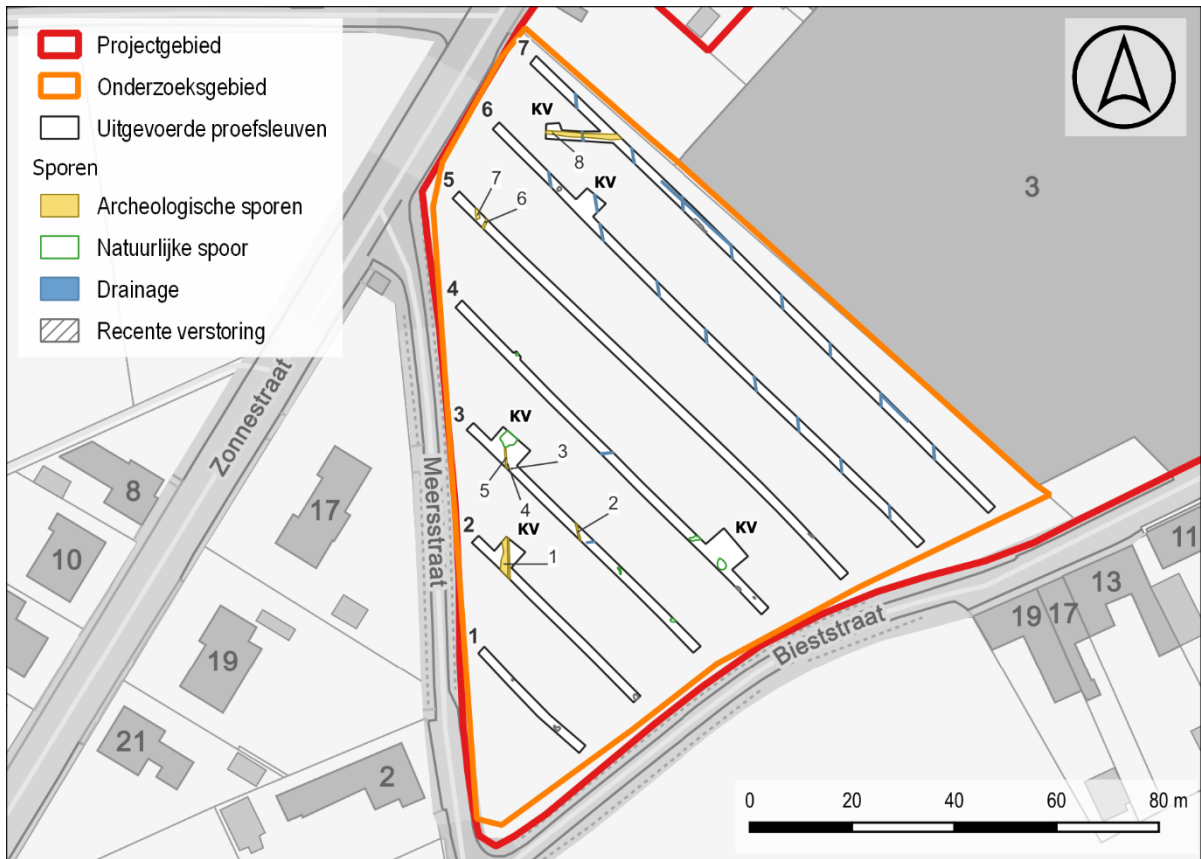 Projectgebied
Onderzoeksgebied
Uitgevoerde proefsleuven
Sporen
Archeologische sporen
Natuurlijke spoor
Drainage
Recente verstoring
7
KV
6
8
KV
3
5
7
6
4
Zonnestraat
3
KV
3
5
4
2
Meersstraat
8
17
10
2
KV
1
KV
11
13
17
19
Bieststraat
1
19
21
2
0 20 40 60 80 m